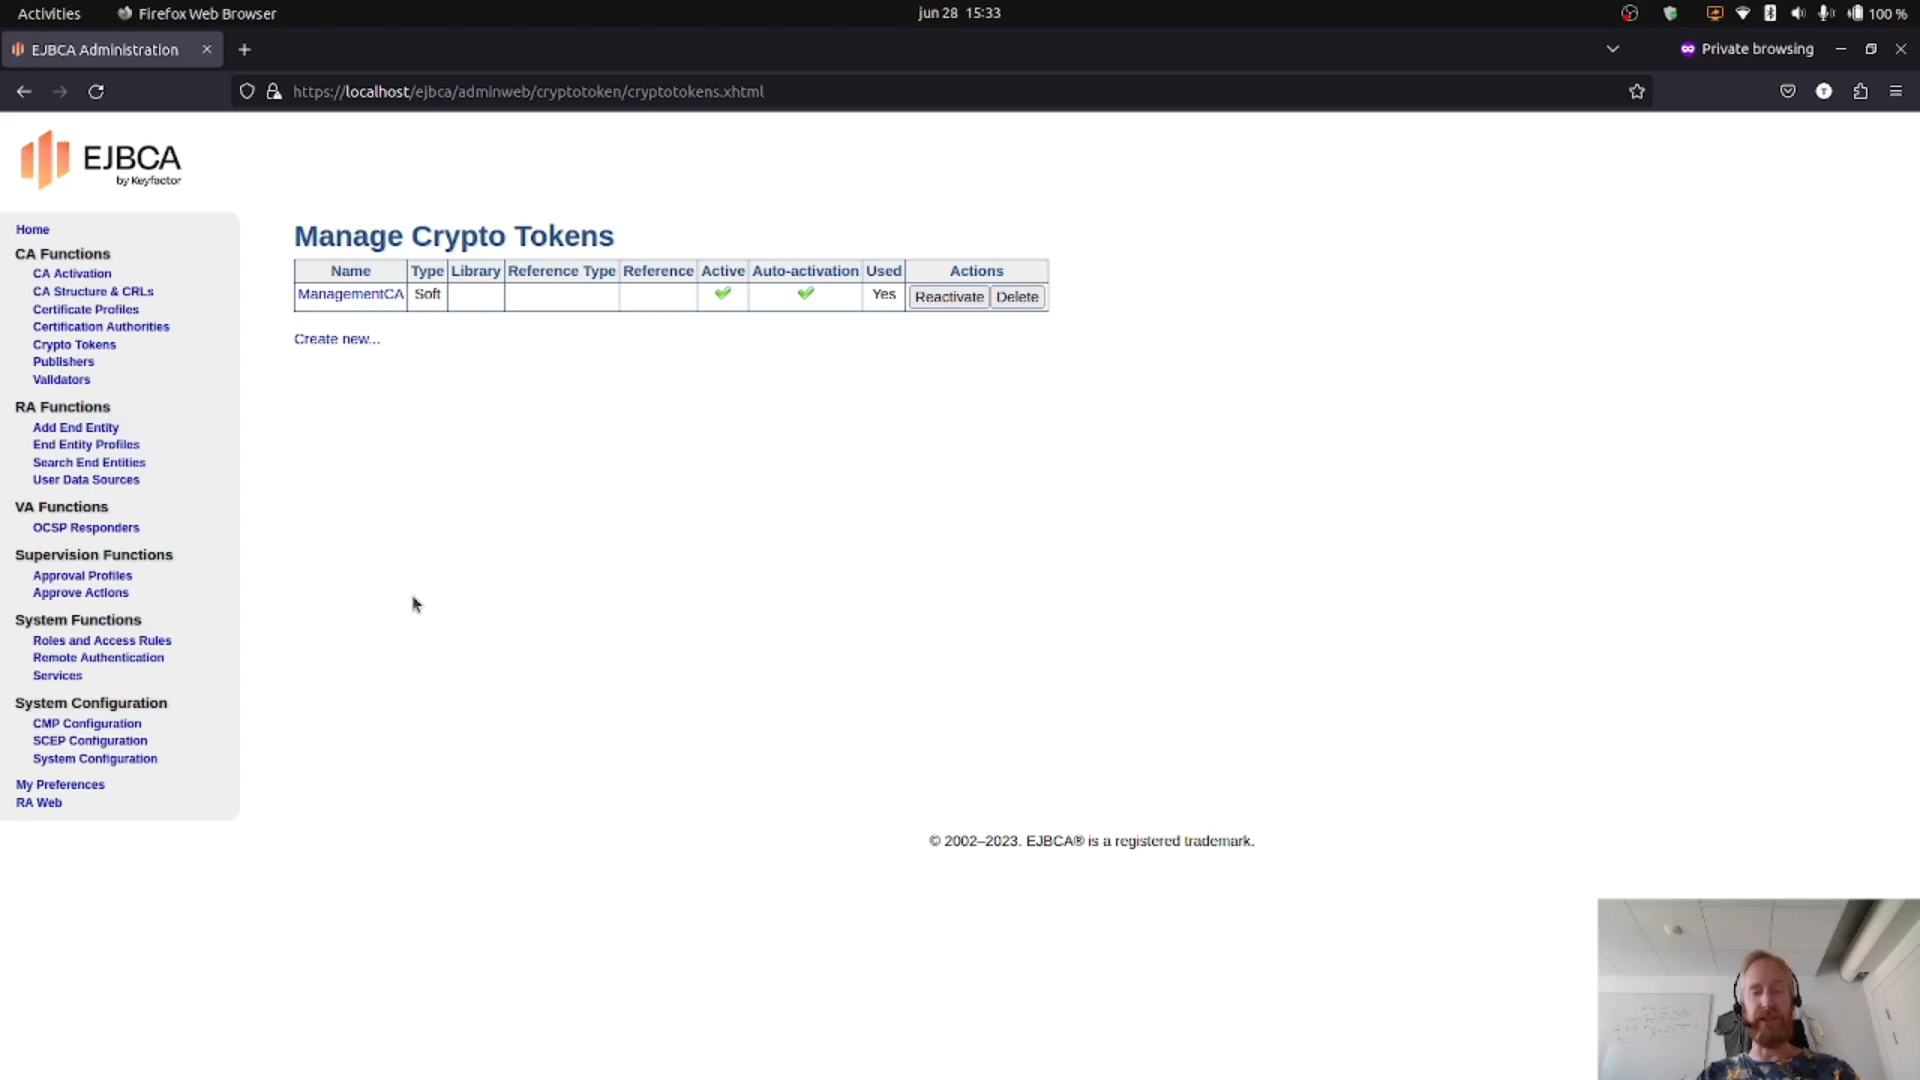 Activities
Firefox Web Browser
jun 28 15:33
100 %
EJBCA Administration
Private browsing
https://localhost/ejbca/adminweb/cryptotoken/cryptotokens.xhtml
T
EJBCA
by Keyfactor
Home
CA Functions
CA Activation
CA Structure & CRLs
Certificate Profiles
Certification Authorities
Crypto Tokens
Publishers
Validators
RA Functions
Add End Entity
End Entity Profiles
Search End Entities
User Data Sources
VA Functions
OCSP Responders
Supervision Functions
Approval Profiles
Approve Actions
System Functions
Roles and Access Rules
Remote Authentication
Services
System Configuration
CMP Configuration
SCEP Configuration
System Configuration
My Preferences
RA Web
Manage Crypto Tokens
Name Type Library Reference Type Reference Active Auto-activation Used Actions
ManagementCA Soft Yes Reactivate Delete
Create new...
© 2002–2023. EJBCA® is a registered trademark.